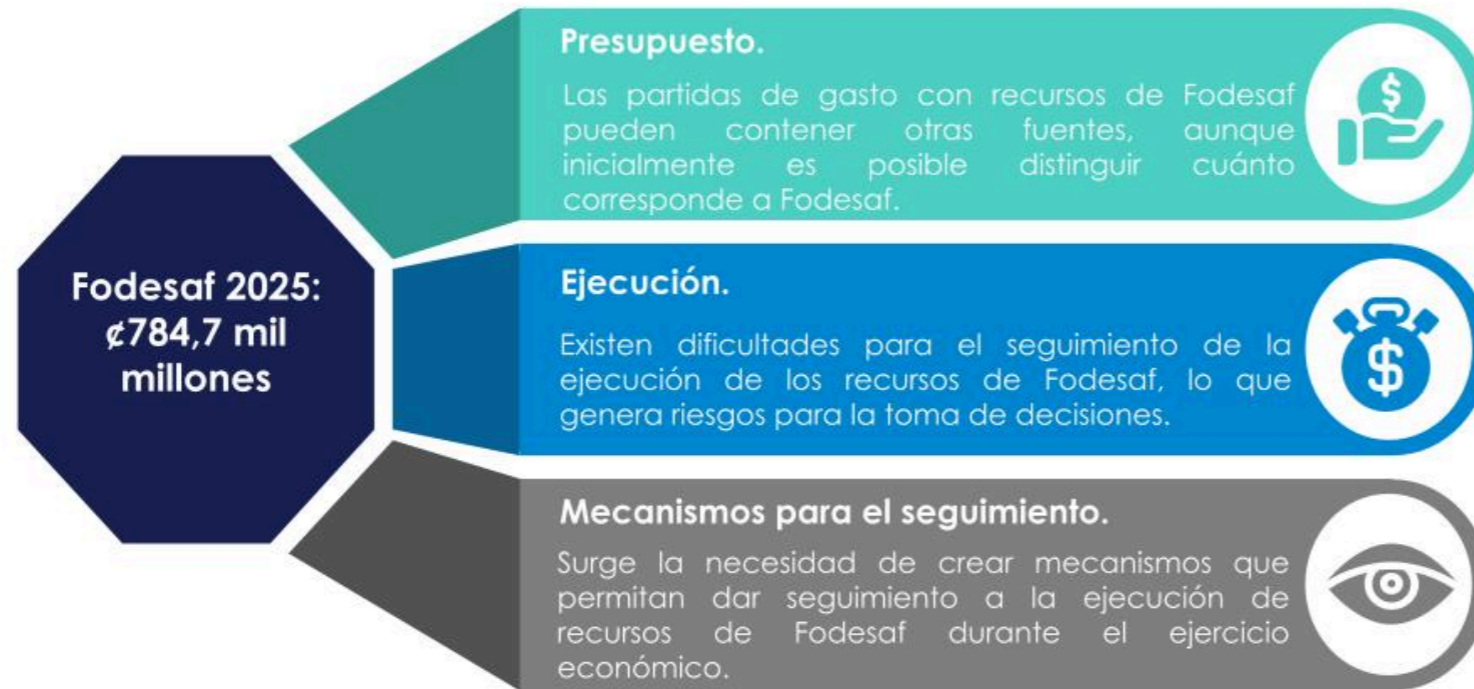 Fodesaf 2025:
₡784,7 mil
millones
Presupuesto.
Las partidas de gasto con recursos de Fodesaf
pueden contener otras fuentes, aunque
inicialmente es posible distinguir cuánto
corresponde a Fodesaf.
$
Ejecución.
Existen dificultades para el seguimiento de la
ejecución de los recursos de Fodesaf, lo que
genera riesgos para la toma de decisiones.
$
Mecanismos para el seguimiento.
Surge la necesidad de crear mecanismos que
permitan dar seguimiento a la ejecución de
recursos de Fodesaf durante el ejercicio
económico.